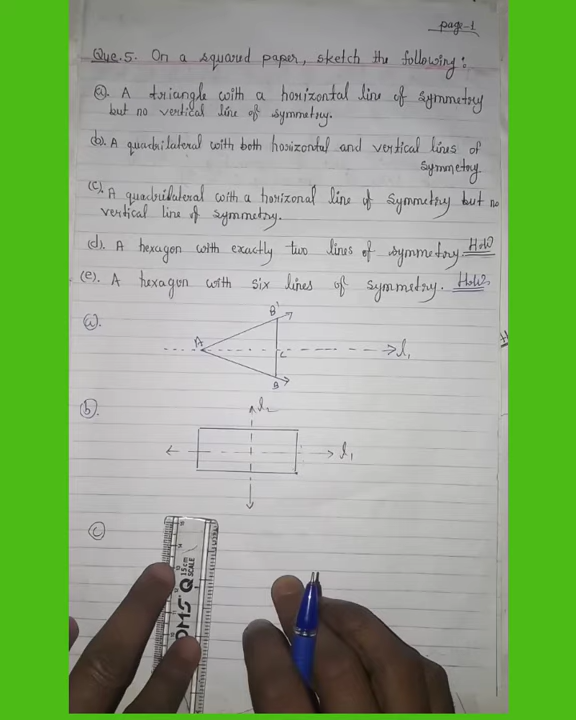 page-1
Que.5. On a squared paper, sketch the following:
(a). A triangle with a horizontal line of symmetry
but no vertical line of symmetry.
(b). A quadrilateral with both horizontal and vertical lines of
symmetry.
(c). A quadrilateral with a horizonal line of symmetry but no
vertical line of symmetry.
(d). A hexagon with exactly two lines of symmetry. H.W
(e). A hexagon with six lines of symmetry. H.W
(a).
B'
A
C
l₁
B
(b).
l₂
l₁
(c)
15cm
SCALE
OMS Q